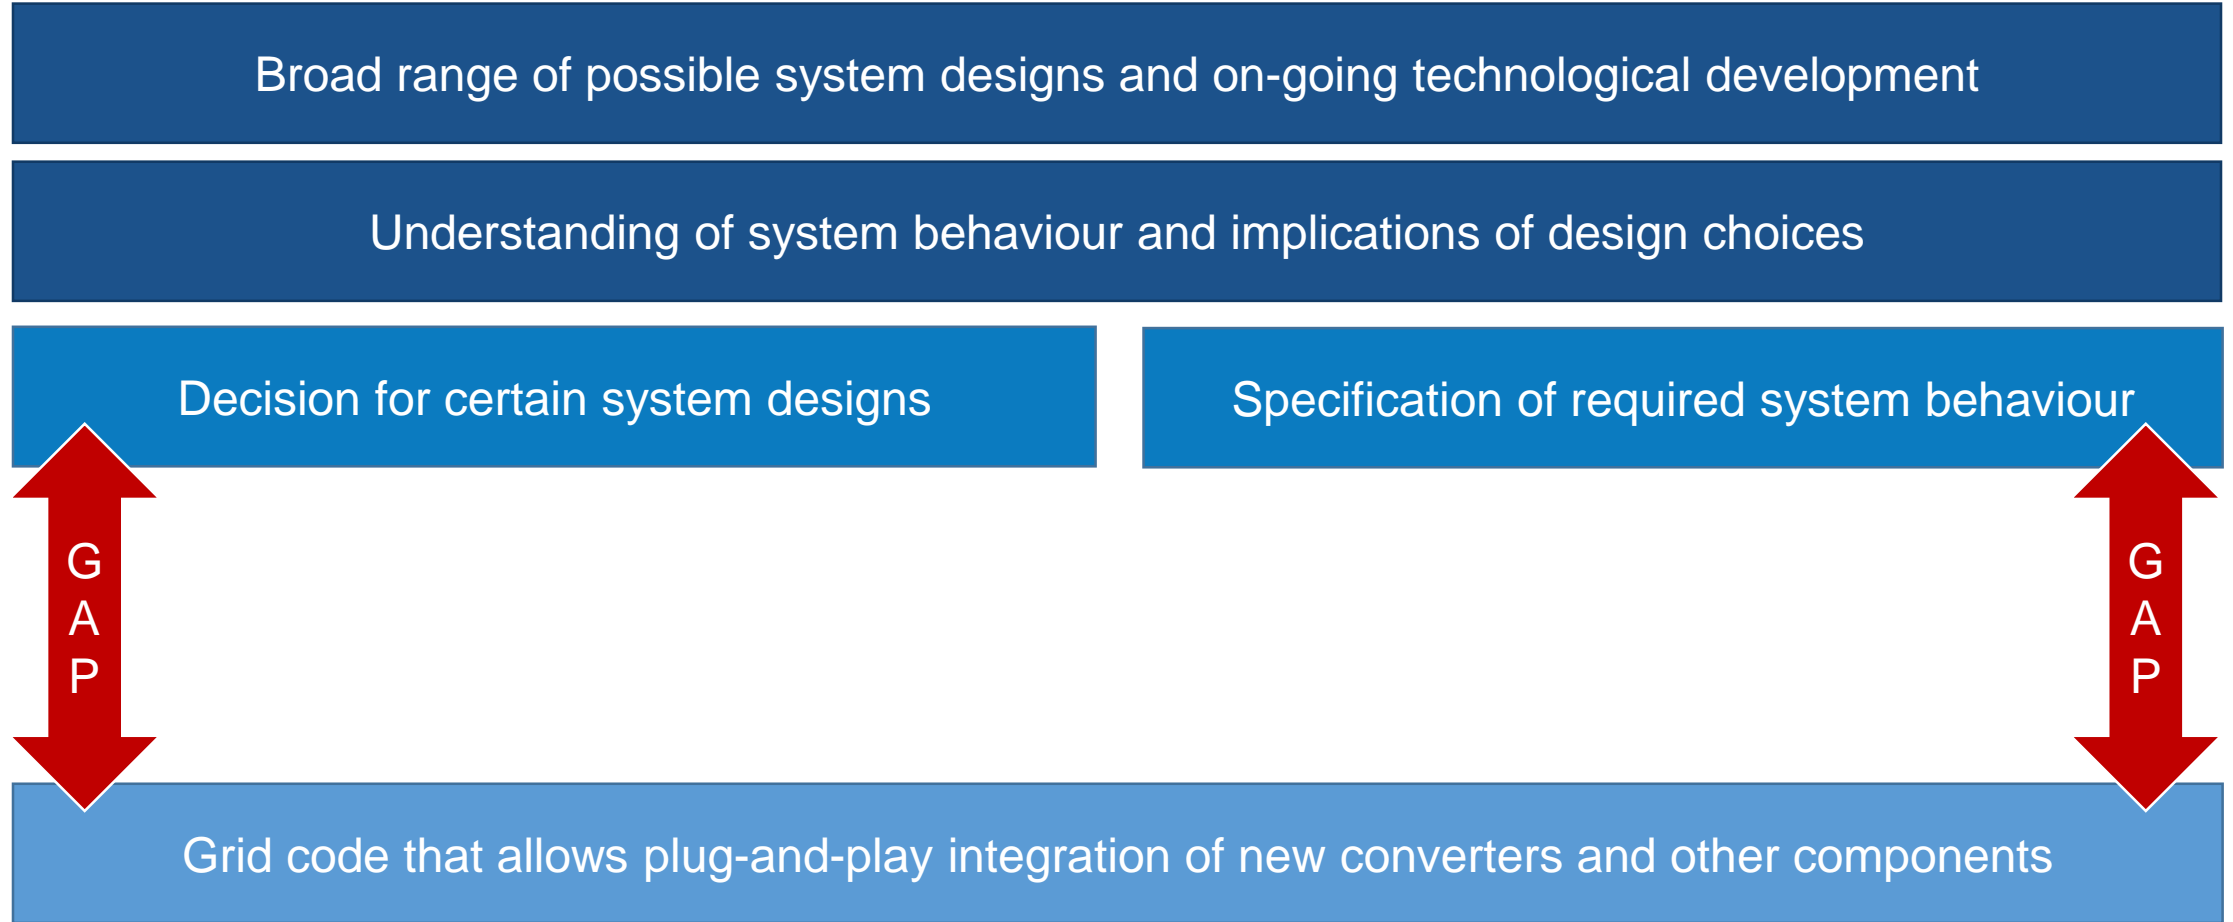 Broad range of possible system designs and on-going technological development
Understanding of system behaviour and implications of design choices
Decision for certain system designs
Specification of required system behaviour
G
A
P
G
A
P
Grid code that allows plug-and-play integration of new converters and other components